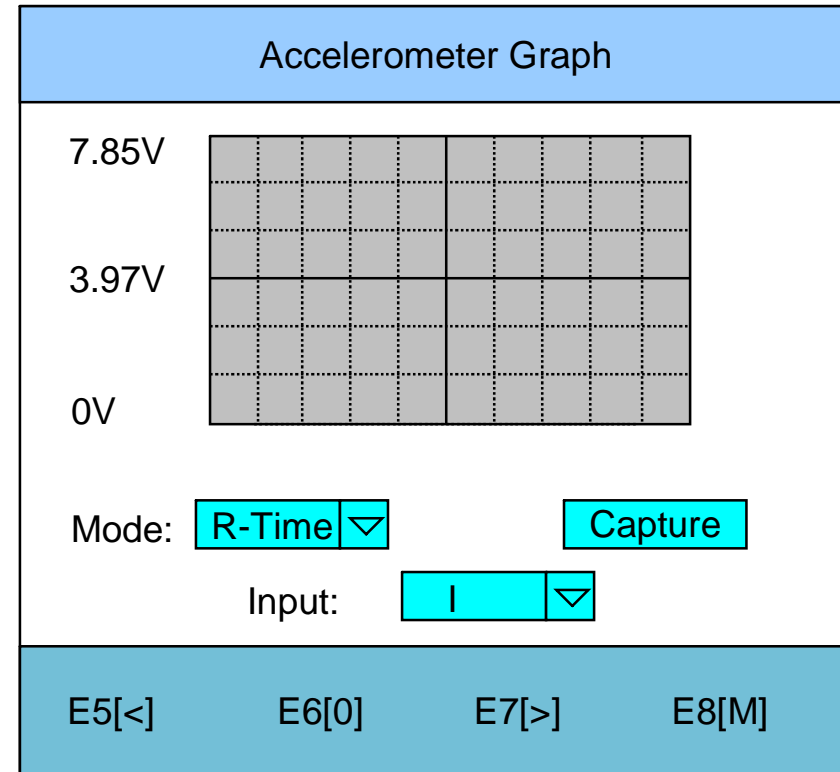 Accelerometer Graph
7.85V
3.97V
0V
Mode: R-Time Capture
Input: I
E5[<] E6[0] E7[>] E8[M]